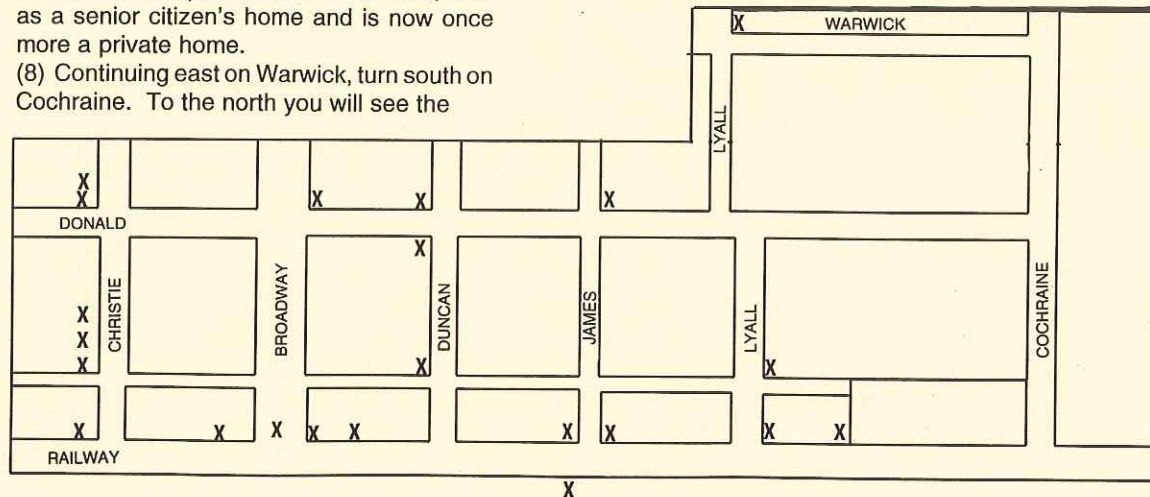 as a senior citizen's home and is now once
more a private home.
(8) Continuing east on Warwick, turn south on
Cochraine. To the north you will see the
X
WARWICK
LYALL
X
X
X
X
X
DONALD
X
CHRISTIE
BROADWAY
DUNCAN
JAMES
LYALL
COCHRAINE
X
X
X
X
X
X
X
X
X
X
X
X
X
X
RAILWAY
X